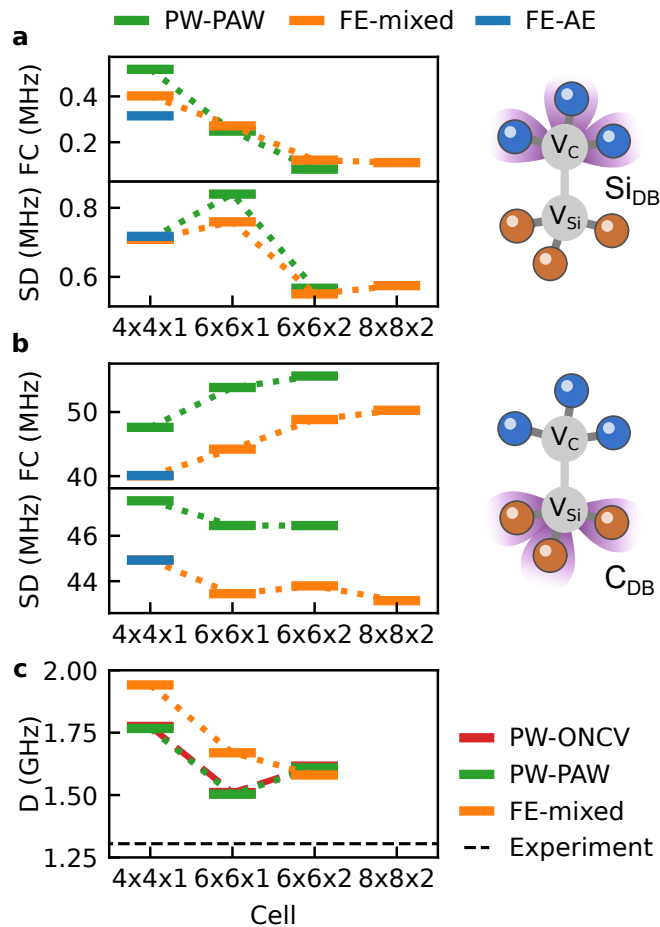 PW-PAW FE-mixed FE-AE
a
FC (MHz)
0.4
0.2
SD (MHz)
0.8
0.6
4x4x1 6x6x1 6x6x2 8x8x2
V_C
V_Si
Si_DB
b
FC (MHz)
50
40
SD (MHz)
46
44
4x4x1 6x6x1 6x6x2 8x8x2
V_C
V_Si
C_DB
c
D (GHz)
2.00
1.75
1.50
1.25
4x4x1 6x6x1 6x6x2 8x8x2
Cell
PW-ONCV
PW-PAW
FE-mixed
Experiment